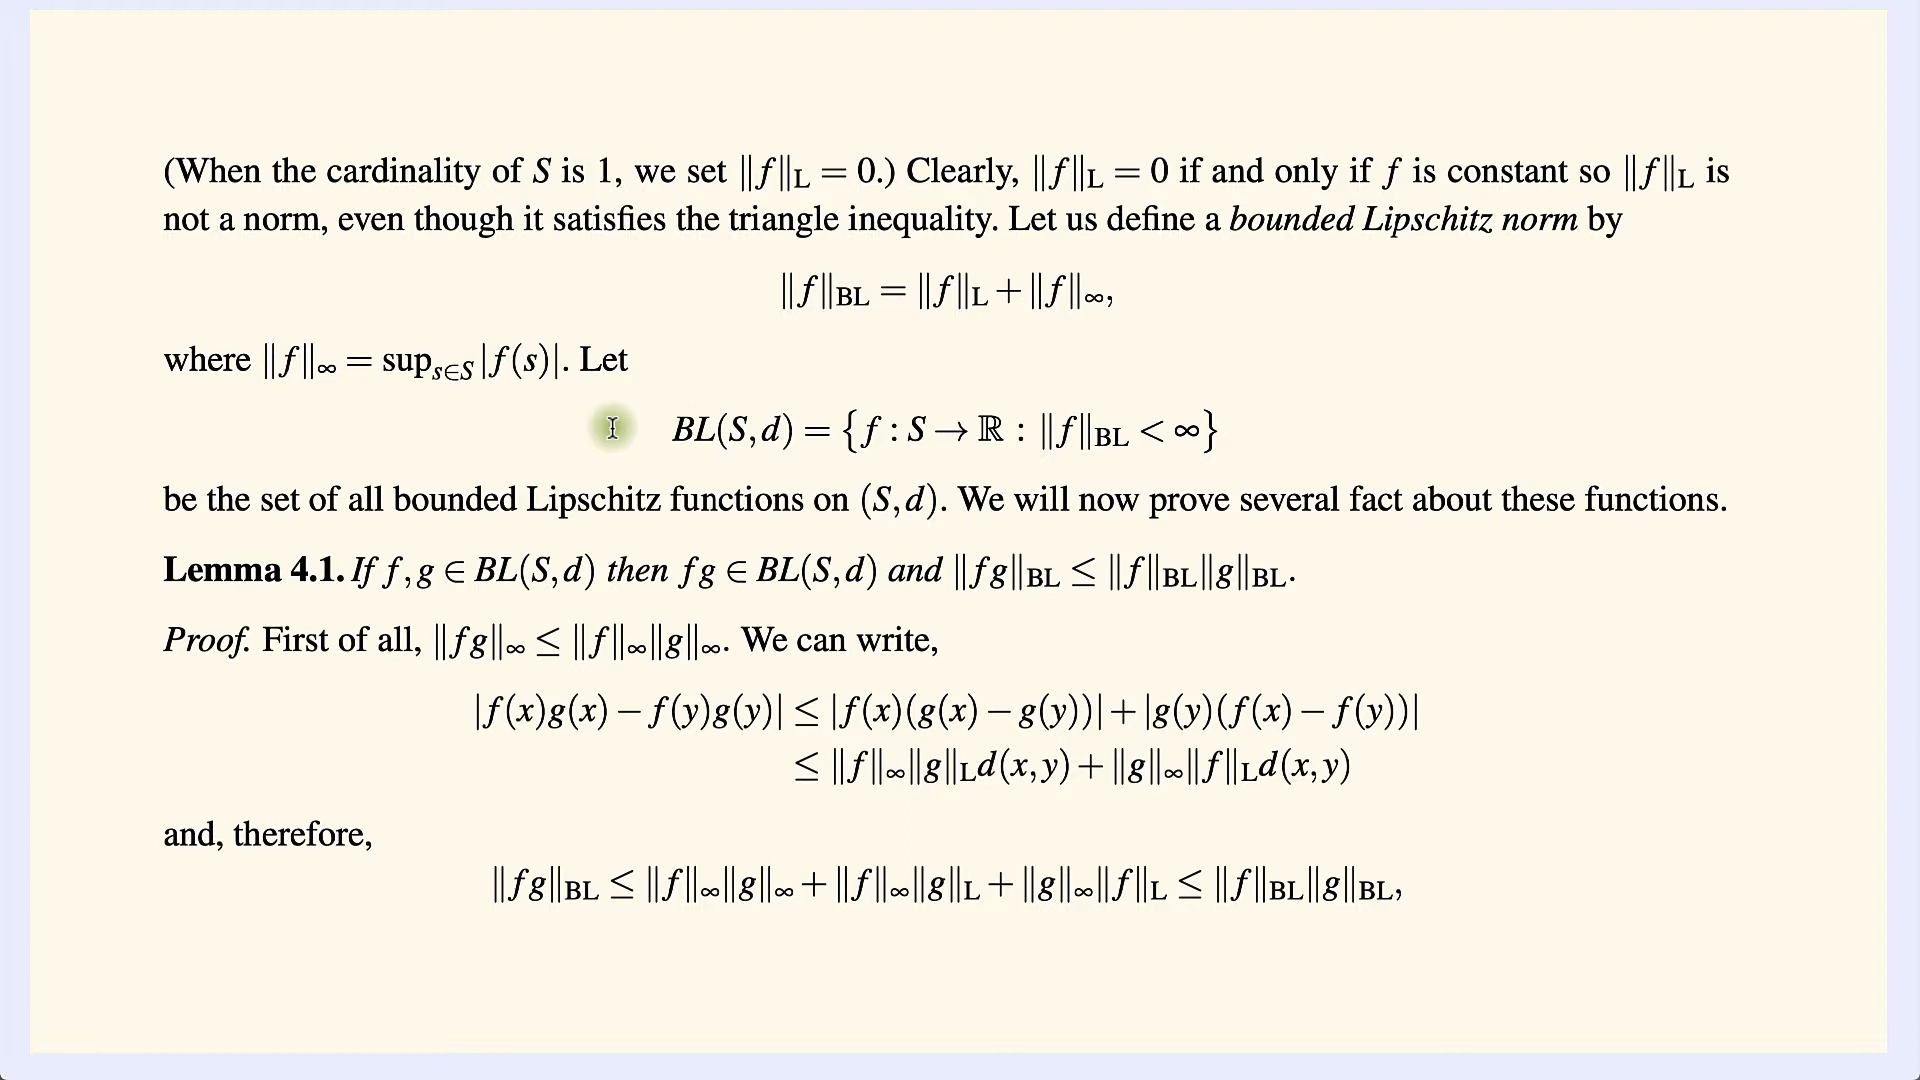 (When the cardinality of S is 1, we set ‖f‖_L = 0.) Clearly, ‖f‖_L = 0 if and only if f is constant so ‖f‖_L is
not a norm, even though it satisfies the triangle inequality. Let us define a bounded Lipschitz norm by
‖f‖_BL = ‖f‖_L + ‖f‖_∞,
where ‖f‖_∞ = sup_{s∈S} |f(s)|. Let
BL(S,d) = {f : S → ℝ : ‖f‖_BL < ∞}
be the set of all bounded Lipschitz functions on (S,d). We will now prove several fact about these functions.
Lemma 4.1. If f,g ∈ BL(S,d) then fg ∈ BL(S,d) and ‖fg‖_BL ≤ ‖f‖_BL‖g‖_BL.
Proof. First of all, ‖fg‖_∞ ≤ ‖f‖_∞‖g‖_∞. We can write,
|f(x)g(x) − f(y)g(y)| ≤ |f(x)(g(x) − g(y))| + |g(y)(f(x) − f(y))|
≤ ‖f‖_∞‖g‖_L d(x,y) + ‖g‖_∞‖f‖_L d(x,y)
and, therefore,
‖fg‖_BL ≤ ‖f‖_∞‖g‖_∞ + ‖f‖_∞‖g‖_L + ‖g‖_∞‖f‖_L ≤ ‖f‖_BL‖g‖_BL,